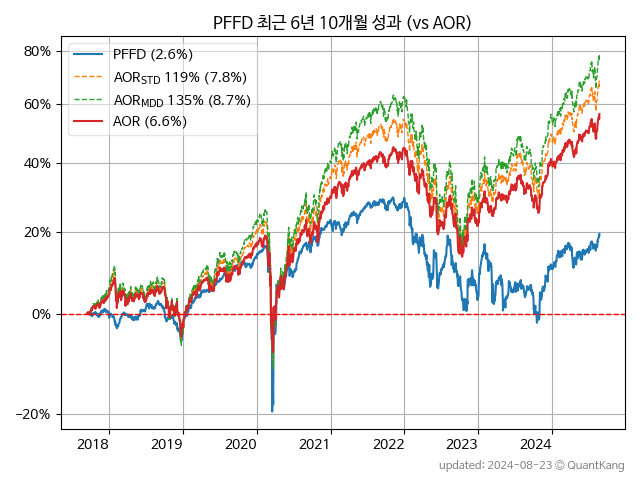 PFFD 최근 6년 10개월 성과 (vs AOR)
80%
60%
40%
20%
0%
−20%
PFFD (2.6%)
AORSTD 119% (7.8%)
AORMDD 135% (8.7%)
AOR (6.6%)
2018 2019 2020 2021 2022 2023 2024
updated: 2024-08-23 © QuantKang